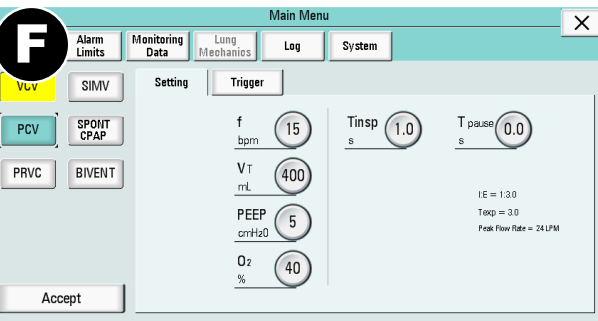 Main Menu
F
Alarm
Limits
Monitoring
Data
Lung
Mechanics
Log
System
VCV
SIMV
PCV
SPONT
CPAP
PRVC
BIVENT
Accept
Setting
Trigger
f
bpm
15
VT
mL
400
PEEP
cmH20
5
O2
%
40
Tinsp
s
1.0
T pause
s
0.0
I:E = 1:3.0
Texp = 3.0
Peak Flow Rate = 24 LPM